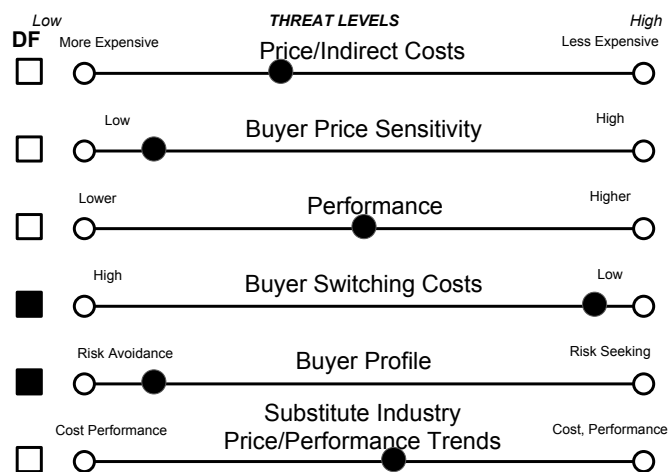 Low THREAT LEVELS High
DF
More Expensive Price/Indirect Costs Less Expensive
Low Buyer Price Sensitivity High
Lower Performance Higher
High Buyer Switching Costs Low
Risk Avoidance Buyer Profile Risk Seeking
Substitute Industry
Cost Performance Price/Performance Trends Cost, Performance